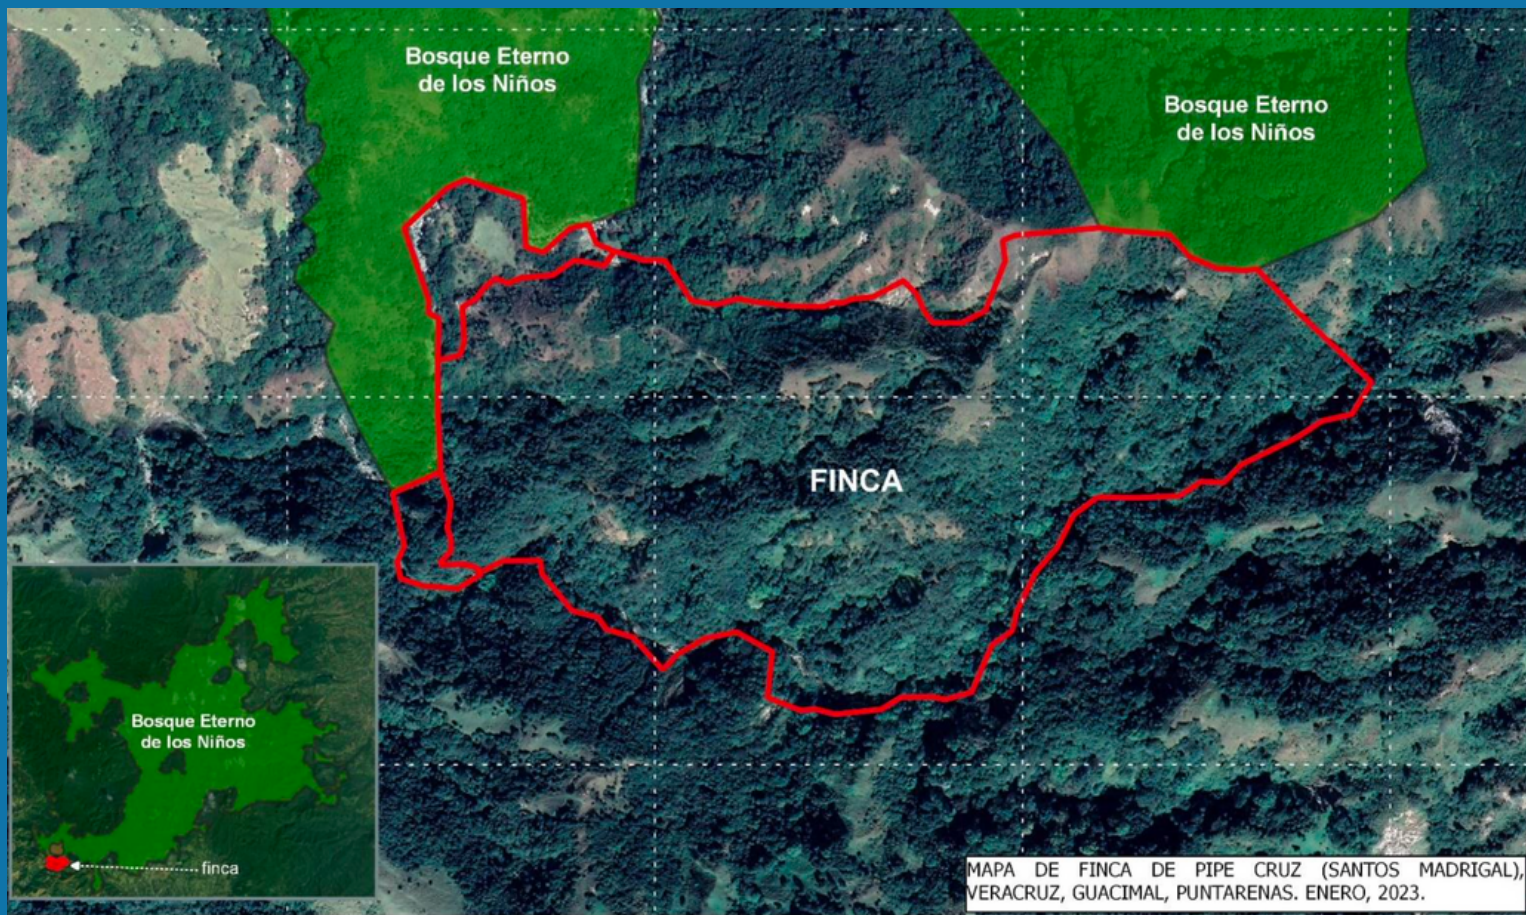 Bosque Eterno
de los Niños
Bosque Eterno
de los Niños
FINCA
Bosque Eterno
de los Niños
finca
MAPA DE FINCA DE PIPE CRUZ (SANTOS MADRIGAL),
VERACRUZ, GUACIMAL, PUNTARENAS. ENERO, 2023.